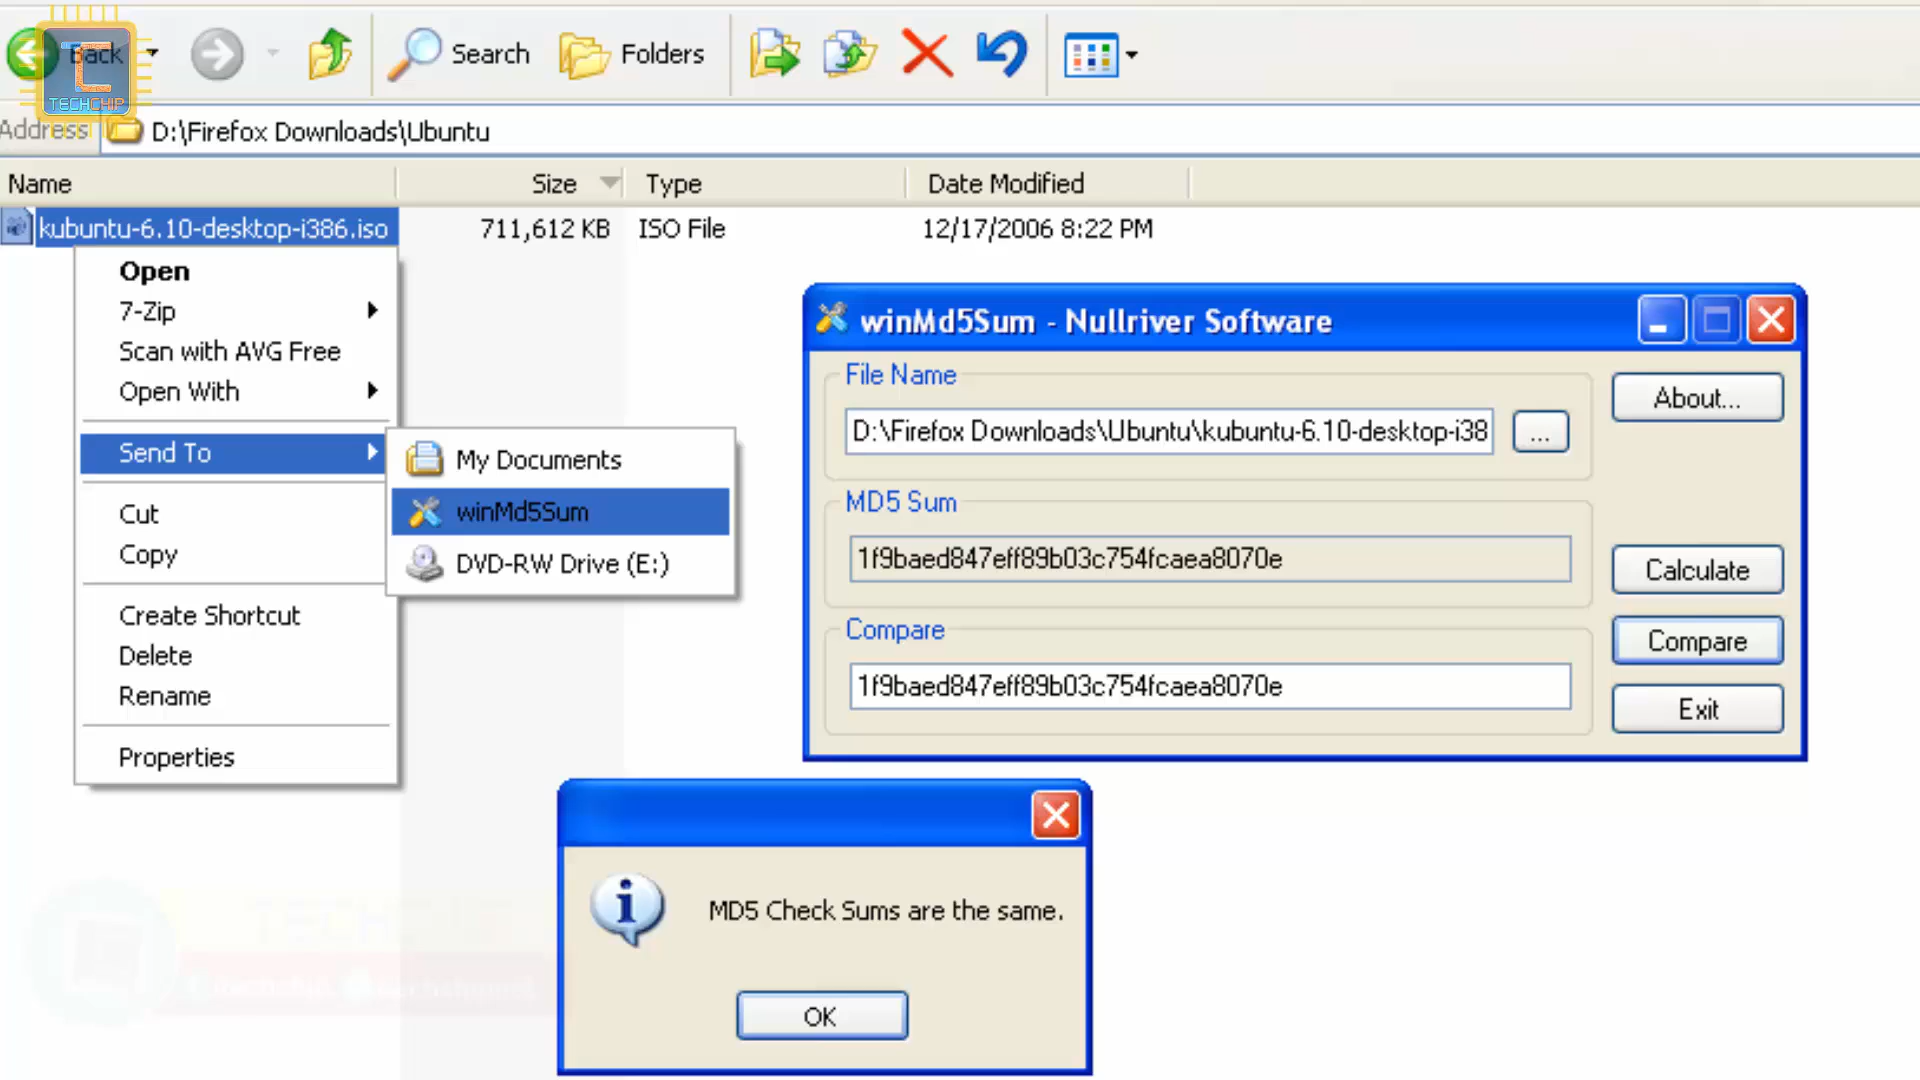 Back
Search
Folders
TECHCHIP
Address
D:\Firefox Downloads\Ubuntu
Name
Size
Type
Date Modified
kubuntu-6.10-desktop-i386.iso
711,612 KB
ISO File
12/17/2006 8:22 PM
Open
7-Zip
Scan with AVG Free
Open With
Send To
Cut
Copy
Create Shortcut
Delete
Rename
Properties
My Documents
winMd5Sum
DVD-RW Drive (E:)
winMd5Sum - Nullriver Software
File Name
D:\Firefox Downloads\Ubuntu\kubuntu-6.10-desktop-i38
...
About...
MD5 Sum
1f9baed847eff89b03c754fcaea8070e
Calculate
Compare
1f9baed847eff89b03c754fcaea8070e
Compare
Exit
MD5 Check Sums are the same.
OK